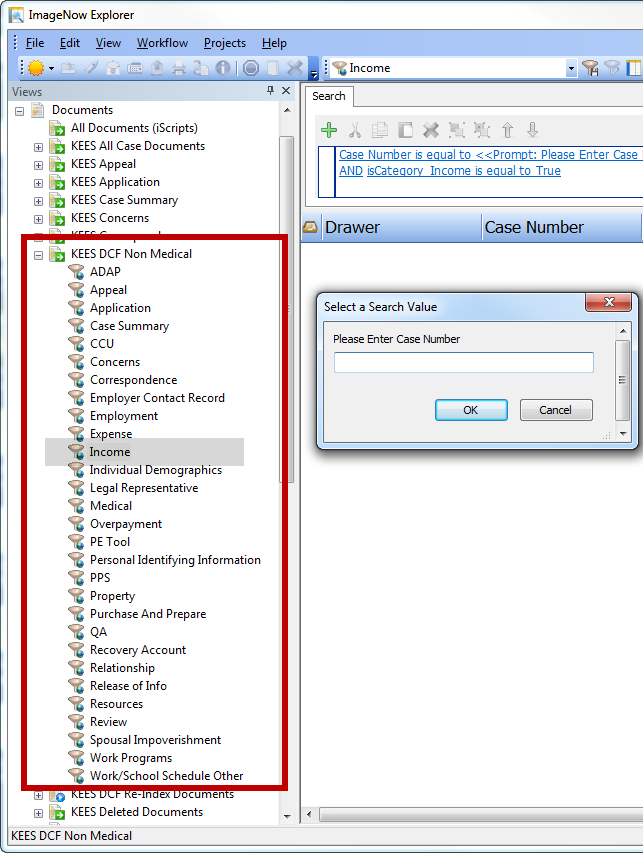 ImageNow Explorer
File Edit View Workflow Projects Help
Income
Views
Search
Documents
All Documents (iScripts)
KEES All Case Documents
KEES Appeal
KEES Application
KEES Case Summary
KEES Concerns
Case Number is equal to <<Prompt: Please Enter Case
AND isCategory_Income is equal to True
Drawer Case Number
KEES DCF Non Medical
ADAP
Appeal
Application
Case Summary
CCU
Concerns
Correspondence
Employer Contact Record
Employment
Expense
Income
Individual Demographics
Legal Representative
Medical
Overpayment
PE Tool
Personal Identifying Information
PPS
Property
Purchase And Prepare
QA
Recovery Account
Relationship
Release of Info
Resources
Review
Spousal Impoverishment
Work Programs
Work/School Schedule Other
KEES DCF Re-Index Documents
KEES Deleted Documents
Select a Search Value
Please Enter Case Number
OK Cancel
KEES DCF Non Medical